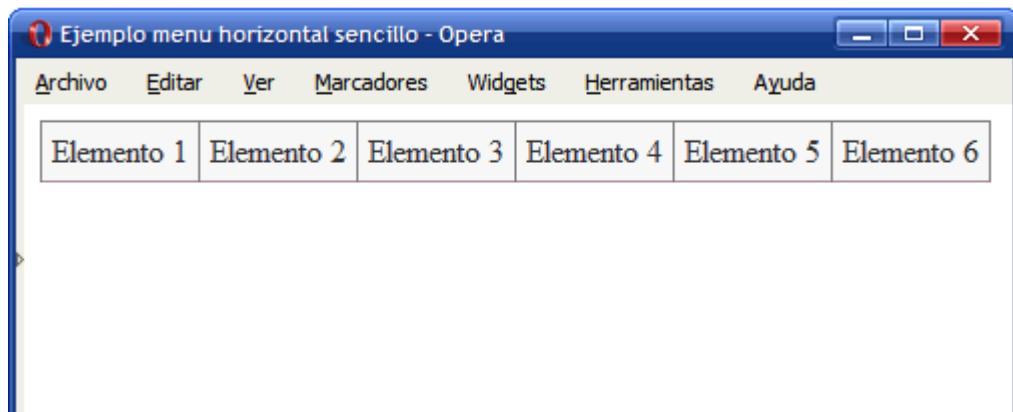 Ejemplo menu horizontal sencillo - Opera
Archivo Editar Ver Marcadores Widgets Herramientas Ayuda
Elemento 1 Elemento 2 Elemento 3 Elemento 4 Elemento 5 Elemento 6